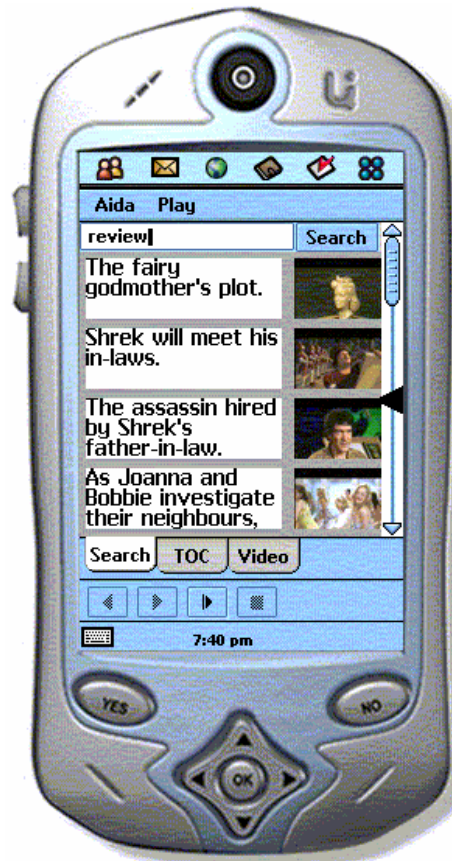 Aida Play
review Search
The fairy
godmother's plot.
Shrek will meet his
in-laws.
The assassin hired
by Shrek's
father-in-law.
As Joanna and
Bobbie investigate
their neighbours,
Search TOC Video
7:40 pm
YES NO
OK